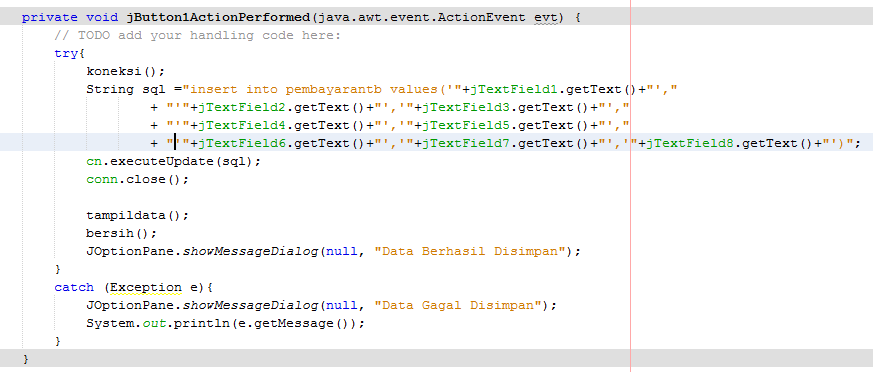 private void jButton1ActionPerformed(java.awt.event.ActionEvent evt) {
// TODO add your handling code here:
try{
koneksi();
String sql ="insert into pembayarantb values('"+jTextField1.getText()+"',"
+ "'"+jTextField2.getText()+"','"+jTextField3.getText()+"',"
+ "'"+jTextField4.getText()+"','"+jTextField5.getText()+"',"
+ "'"+jTextField6.getText()+"','"+jTextField7.getText()+"','"+jTextField8.getText()+"')";
cn.executeUpdate(sql);
conn.close();
tampildata();
bersih();
JOptionPane.showMessageDialog(null, "Data Berhasil Disimpan");
}
catch (Exception e){
JOptionPane.showMessageDialog(null, "Data Gagal Disimpan");
System.out.println(e.getMessage());
}
}